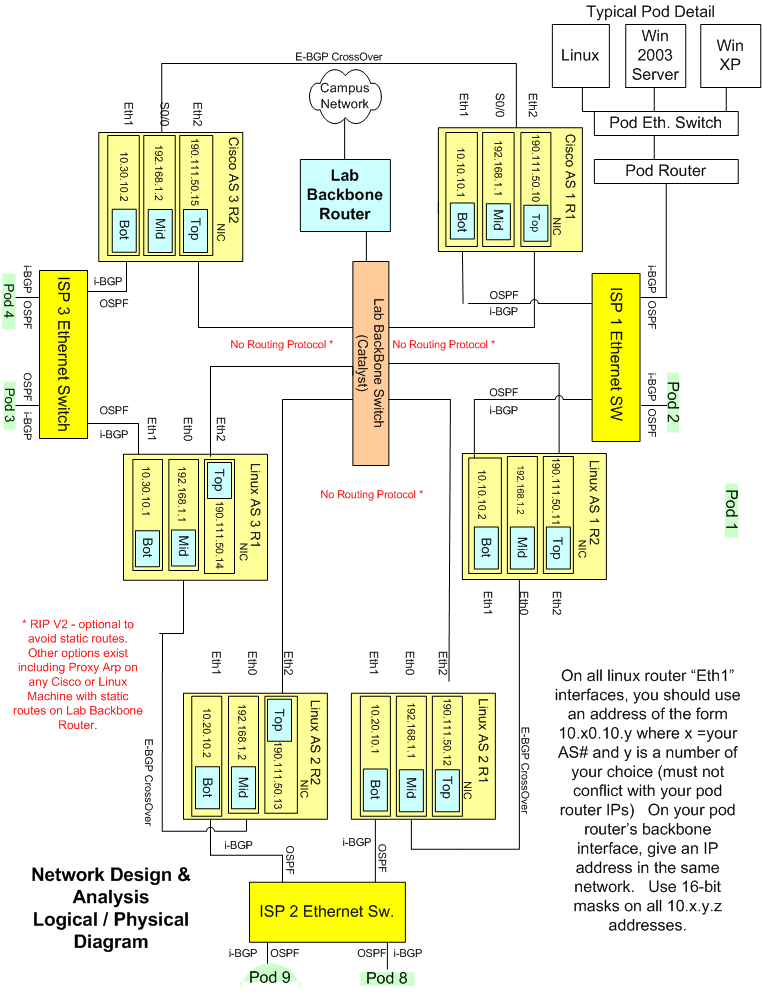 Typical Pod Detail
Linux
Win
2003
Server
Win
XP
Pod Eth. Switch
Pod Router
E-BGP CrossOver
Campus
Network
Lab
Backbone
Router
Eth1
S0/0
Eth2
Cisco AS 3 R2
NIC
10.30.10.2
192.168.1.2
190.111.50.15
Bot
Mid
Top
Eth1
S0/0
Eth2
Cisco AS 1 R1
NIC
10.10.10.1
192.168.1.1
190.111.50.10
Bot
Mid
Top
Lab BackBone Switch
(Catalyst)
No Routing Protocol *
No Routing Protocol *
No Routing Protocol *
ISP 3 Ethernet Switch
i-BGP
OSPF
Pod 4
i-BGP
OSPF
OSPF
i-BGP
Pod 3
OSPF
i-BGP
ISP 1 Ethernet SW
OSPF
i-BGP
i-BGP
OSPF
OSPF
i-BGP
i-BGP
OSPF
Pod 2
Pod 1
Eth1
Eth0
Eth2
Linux AS 3 R1
NIC
10.30.10.1
192.168.1.1
Top
190.111.50.14
Bot
Mid
Linux AS 1 R2
NIC
10.10.10.2
192.168.1.2
190.111.50.11
Bot
Mid
Top
Eth1
Eth0
Eth2
* RIP V2 - optional to
avoid static routes.
Other options exist
including Proxy Arp on
any Cisco or Linux
Machine with static
routes on Lab Backbone
Router.
E-BGP CrossOver
Eth1
Eth0
Eth2
Linux AS 2 R2
NIC
10.20.10.2
192.168.1.2
Top
190.111.50.13
Bot
Mid
Eth1
Eth0
Eth2
Linux AS 2 R1
NIC
10.20.10.1
192.168.1.1
190.111.50.12
Bot
Mid
Top
E-BGP CrossOver
On all linux router “Eth1”
interfaces, you should use
an address of the form
10.x0.10.y where x =your
AS# and y is a number of
your choice (must not
conflict with your pod
router IPs) On your pod
router’s backbone
interface, give an IP
address in the same
network. Use 16-bit
masks on all 10.x.y.z
addresses.
i-BGP
OSPF
i-BGP
OSPF
ISP 2 Ethernet Sw.
i-BGP
OSPF
OSPF
i-BGP
Pod 9
Pod 8
Network Design &
Analysis
Logical / Physical
Diagram